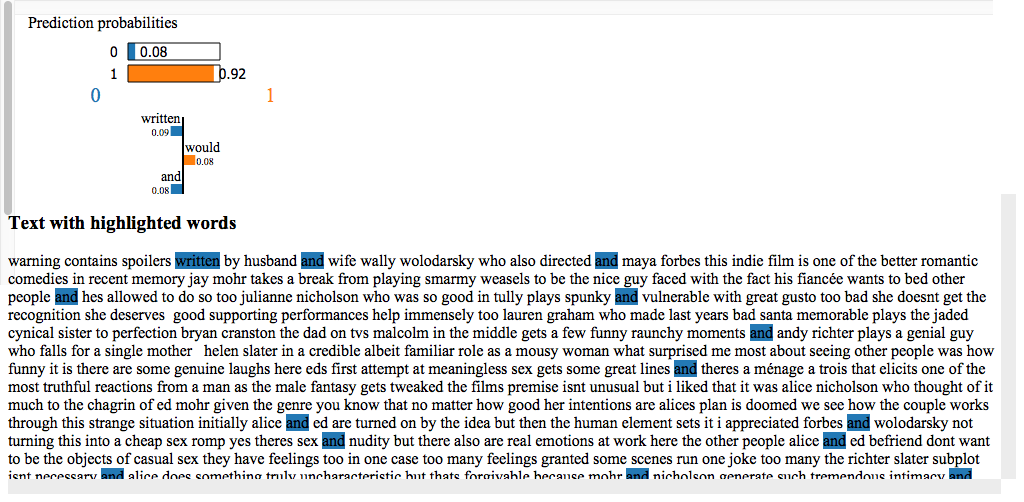 Prediction probabilities
0 0.08
1 0.92
0 1
written
0.09
would
0.08
and
0.08
Text with highlighted words
warning contains spoilers written by husband and wife wally wolodarsky who also directed and maya forbes this indie film is one of the better romantic
comedies in recent memory jay mohr takes a break from playing smarmy weasels to be the nice guy faced with the fact his fiancée wants to bed other
people and hes allowed to do so too julianne nicholson who was so good in tully plays spunky and vulnerable with great gusto too bad she doesnt get the
recognition she deserves good supporting performances help immensely too lauren graham who made last years bad santa memorable plays the jaded
cynical sister to perfection bryan cranston the dad on tvs malcolm in the middle gets a few funny raunchy moments and andy richter plays a genial guy
who falls for a single mother helen slater in a credible albeit familiar role as a mousy woman what surprised me most about seeing other people was how
funny it is there are some genuine laughs here eds first attempt at meaningless sex gets some great lines and theres a ménage a trois that elicits one of the
most truthful reactions from a man as the male fantasy gets tweaked the films premise isnt unusual but i liked that it was alice nicholson who thought of it
much to the chagrin of ed mohr given the genre you know that no matter how good her intentions are alices plan is doomed we see how the couple works
through this strange situation initially alice and ed are turned on by the idea but then the human element sets it i appreciated forbes and wolodarsky not
turning this into a cheap sex romp yes theres sex and nudity but there also are real emotions at work here the other people alice and ed befriend dont want
to be the objects of casual sex they have feelings too in one case too many feelings granted some scenes run one joke too many the richter slater subplot
isnt necessary and alice does something truly uncharacteristic but thats forgivable because mohr and nicholson generate such tremendous intimacy and